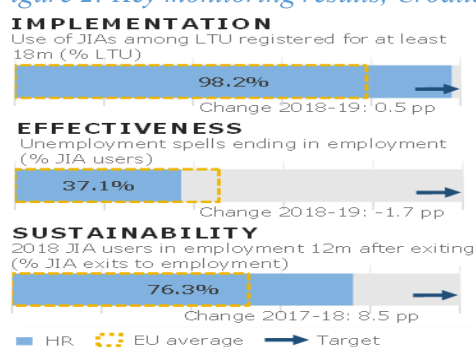 Key monitoring results,
IMPLEMENTATION
Use of JIAs among LTU registered for at least
18m (% LTU)
98.2%
Change 2018-19: 0.5 pp
EFFECTIVENESS
Unemployment spells ending in employment
(% JIA users)
37.1%
Change 2018-19: -1.7 pp
SUSTAINABILITY
2018 JIA users in employment 12m after exiting
(% JIA exits to employment)
76.3%
Change 2017-18: 8.5 pp
HR EU average Target